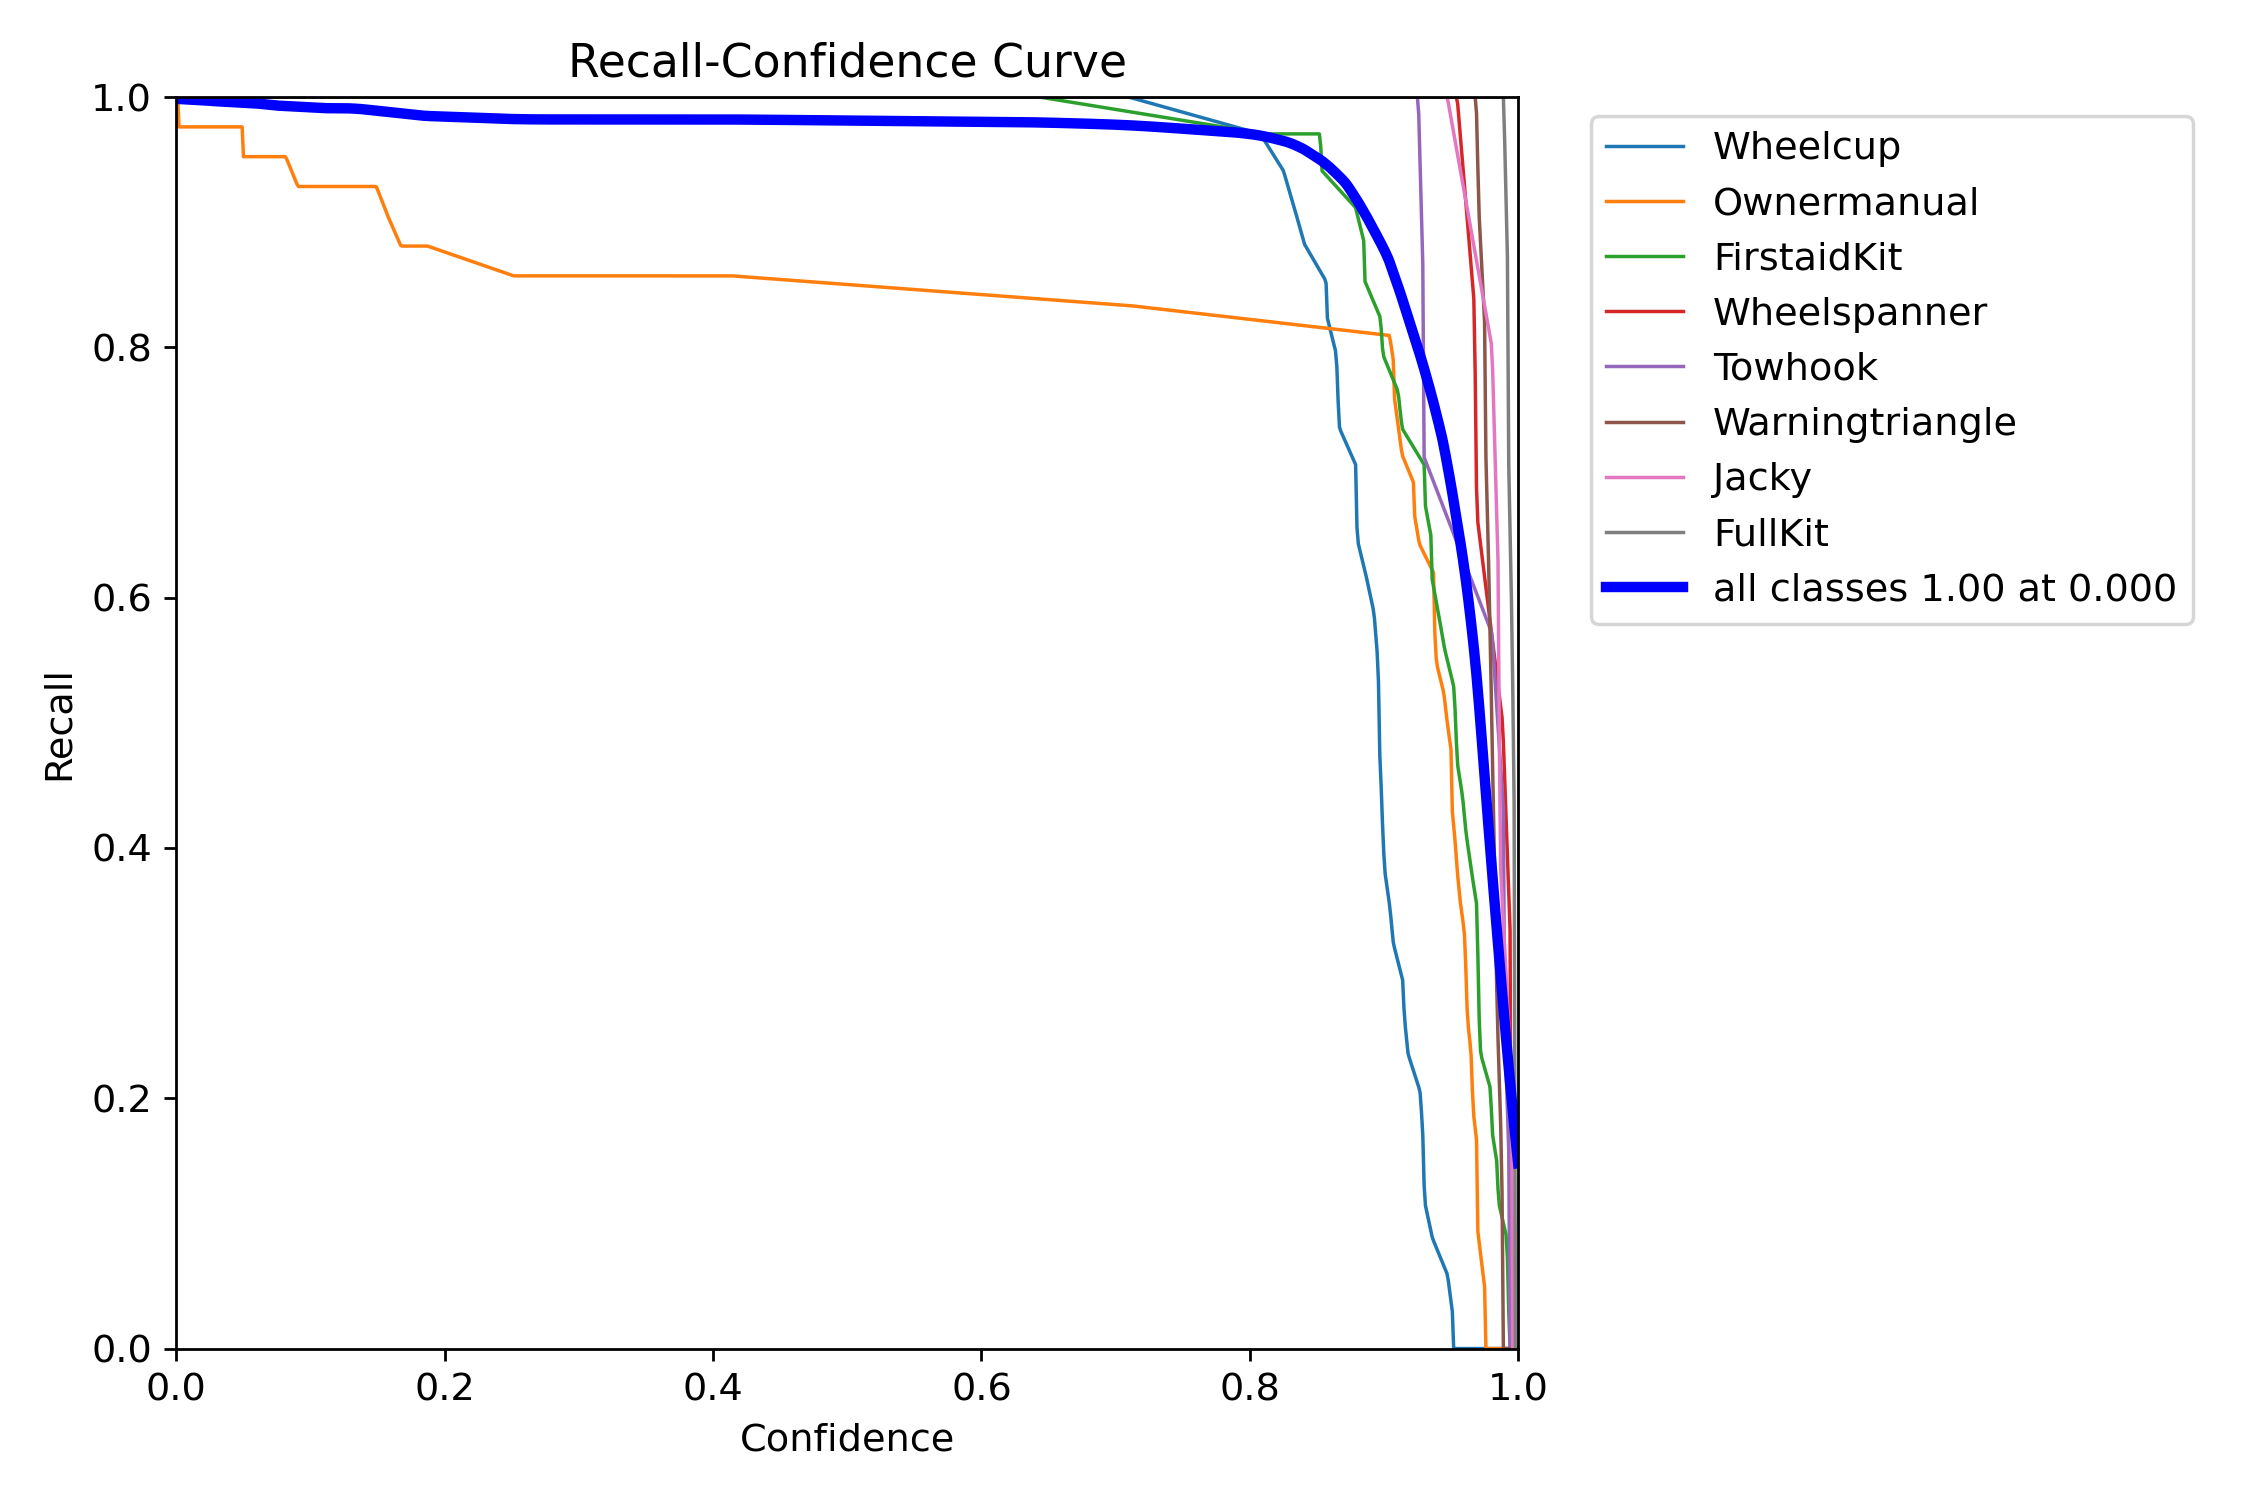 Recall-Confidence Curve
Recall
1.0
0.8
0.6
0.4
0.2
0.0
0.0 0.2 0.4 0.6 0.8 1.0
Confidence
Wheelcup
Ownermanual
FirstaidKit
Wheelspanner
Towhook
Warningtriangle
Jacky
FullKit
all classes 1.00 at 0.000